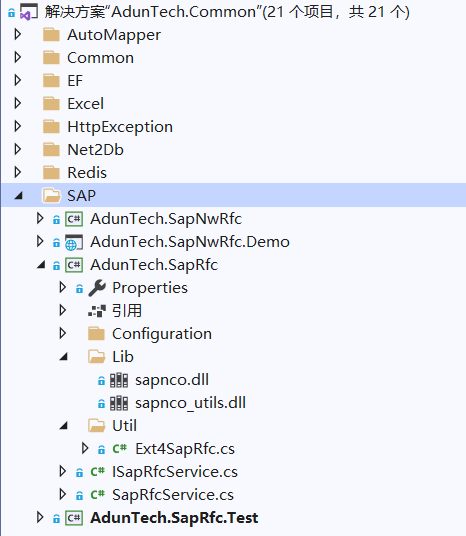 解决方案"AdunTech.Common"(21 个项目，共 21 个)
AutoMapper
Common
EF
Excel
HttpException
Net2Db
Redis
SAP
C# AdunTech.SapNwRfc
AdunTech.SapNwRfc.Demo
C# AdunTech.SapRfc
Properties
引用
Configuration
Lib
sapnco.dll
sapnco_utils.dll
Util
C# Ext4SapRfc.cs
C# ISapRfcService.cs
C# SapRfcService.cs
C# AdunTech.SapRfc.Test